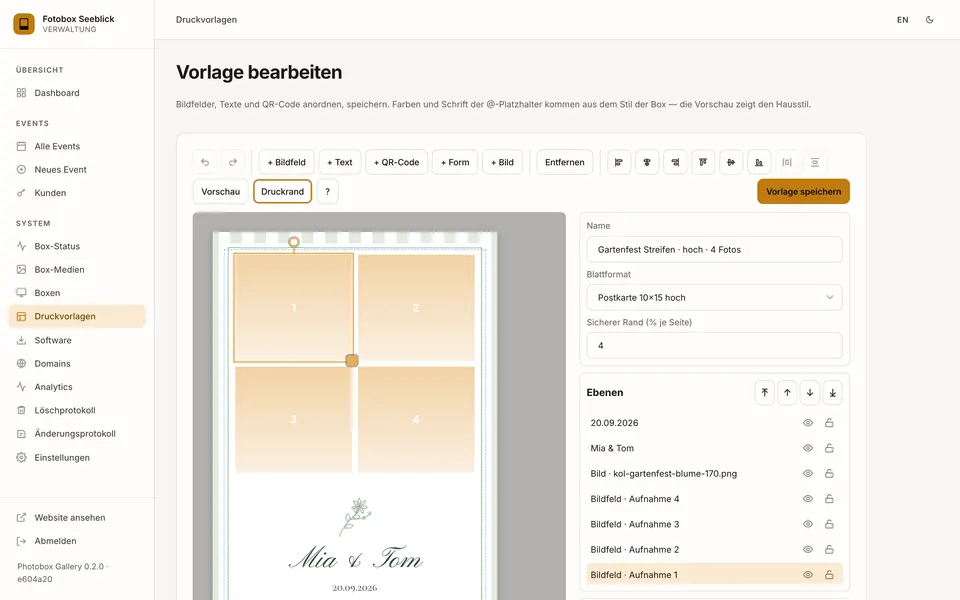 Fotobox Seeblick
VERWALTUNG
Druckvorlagen
EN
ÜBERSICHT
Dashboard
EVENTS
Alle Events
Neues Event
Kunden
SYSTEM
Box-Status
Box-Medien
Boxen
Druckvorlagen
Software
Domains
Analytics
Löschprotokoll
Änderungsprotokoll
Einstellungen
Website ansehen
Abmelden
Photobox Gallery 0.2.0 ·
e604a20
Vorlage bearbeiten
Bildfelder, Texte und QR-Code anordnen, speichern. Farben und Schrift der @-Platzhalter kommen aus dem Stil der Box — die Vorschau zeigt den Hausstil.
+ Bildfeld
+ Text
+ QR-Code
+ Form
+ Bild
Entfernen
Vorschau
Druckrand
?
Vorlage speichern
1
2
3
4
Mia & Tom
20.09.2026
Name
Gartenfest Streifen · hoch · 4 Fotos
Blattformat
Postkarte 10×15 hoch
Sicherer Rand (% je Seite)
4
Ebenen
20.09.2026
Mia & Tom
Bild · kol-gartenfest-blume-170.png
Bildfeld · Aufnahme 4
Bildfeld · Aufnahme 3
Bildfeld · Aufnahme 2
Bildfeld · Aufnahme 1